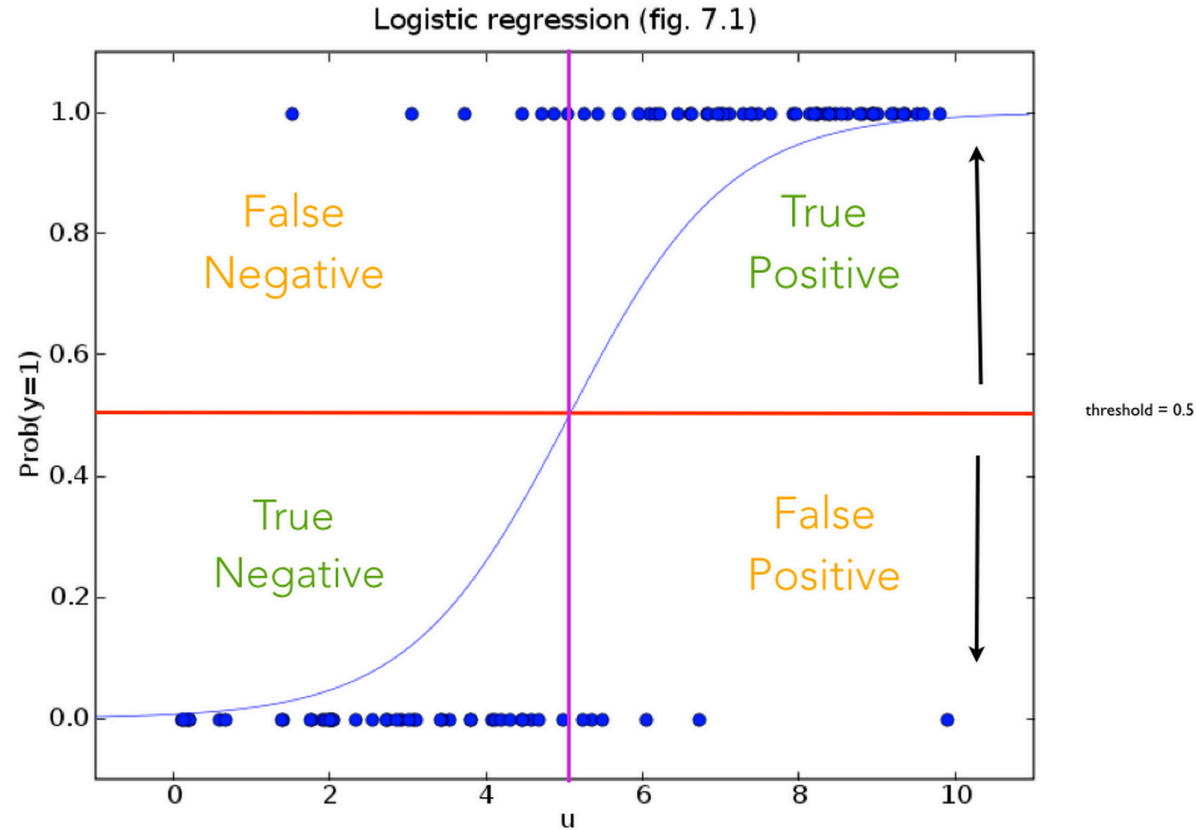 Logistic regression (fig. 7.1)
1.0
0.8
0.6
0.4
0.2
0.0
Prob(y=1)
False
Negative
True
Positive
threshold = 0.5
True
Negative
False
Positive
0 2 4 6 8 10
u